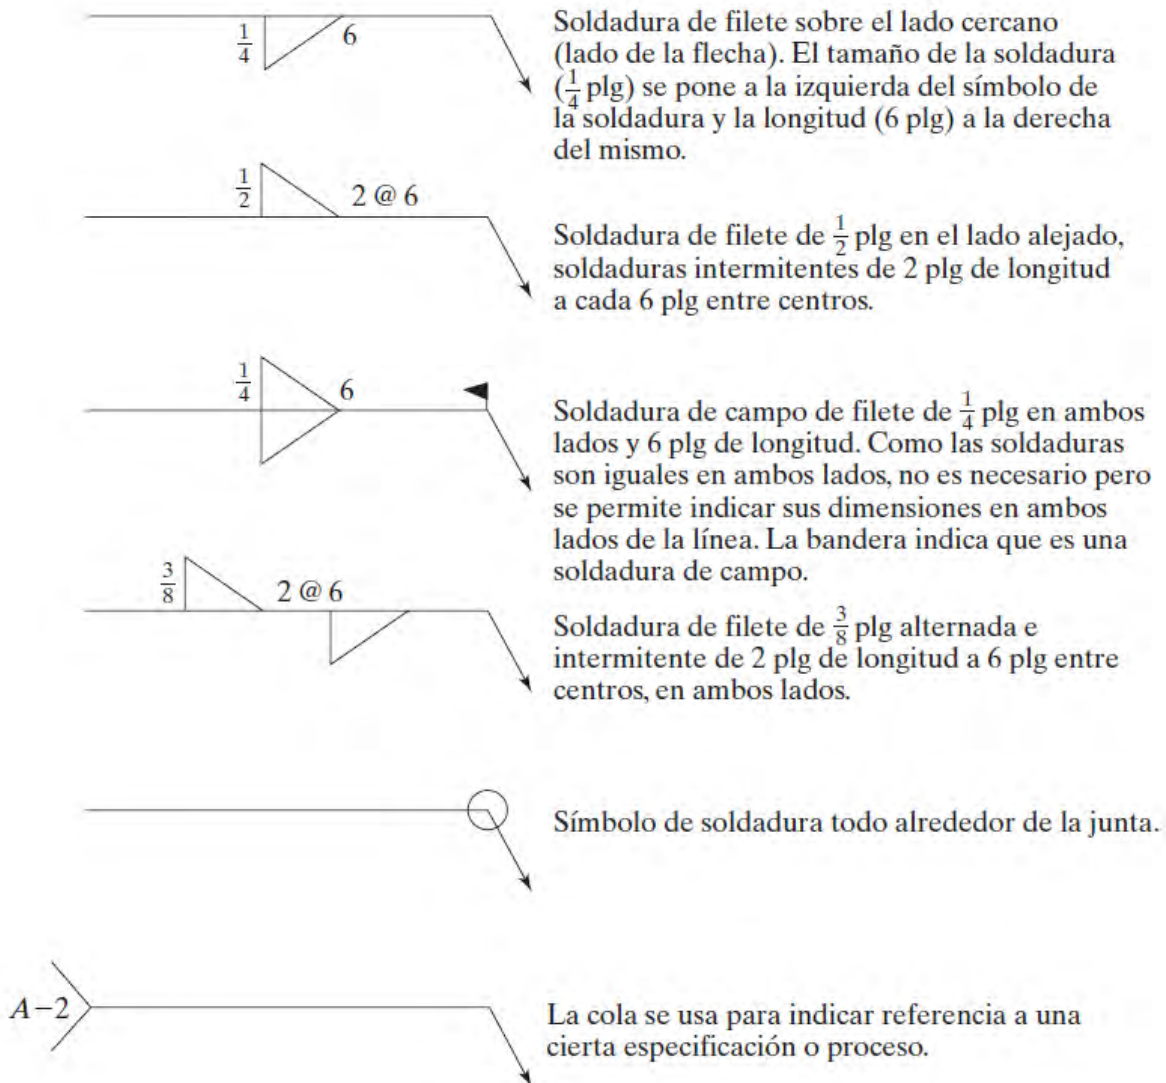 1/4 6
Soldadura de filete sobre el lado cercano
(lado de la flecha). El tamaño de la soldadura
(1/4 plg) se pone a la izquierda del símbolo de
la soldadura y la longitud (6 plg) a la derecha
del mismo.
1/2 2 @ 6
Soldadura de filete de 1/2 plg en el lado alejado,
soldaduras intermitentes de 2 plg de longitud
a cada 6 plg entre centros.
1/4 6
Soldadura de campo de filete de 1/4 plg en ambos
lados y 6 plg de longitud. Como las soldaduras
son iguales en ambos lados, no es necesario pero
se permite indicar sus dimensiones en ambos
lados de la línea. La bandera indica que es una
soldadura de campo.
3/8 2 @ 6
Soldadura de filete de 3/8 plg alternada e
intermitente de 2 plg de longitud a 6 plg entre
centros, en ambos lados.
Símbolo de soldadura todo alrededor de la junta.
A−2
La cola se usa para indicar referencia a una
cierta especificación o proceso.